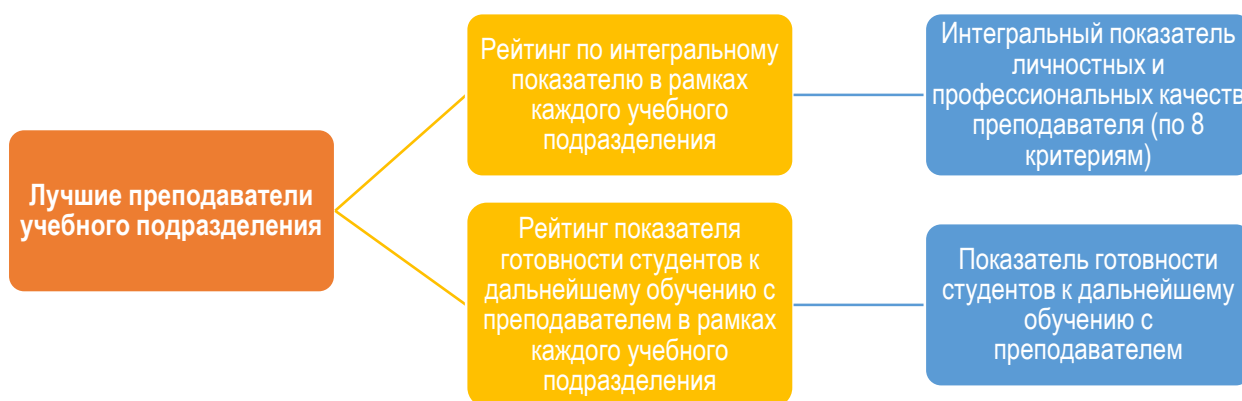 Лучшие преподаватели
учебного подразделения
Рейтинг по интегральному
показателю в рамках
каждого учебного
подразделения
Интегральный показатель
личностных и
профессиональных качеств
преподавателя (по 8
критериям)
Рейтинг показателя
готовности студентов к
дальнейшему обучению с
преподавателем в рамках
каждого учебного
подразделения
Показатель готовности
студентов к дальнейшему
обучению с
преподавателем